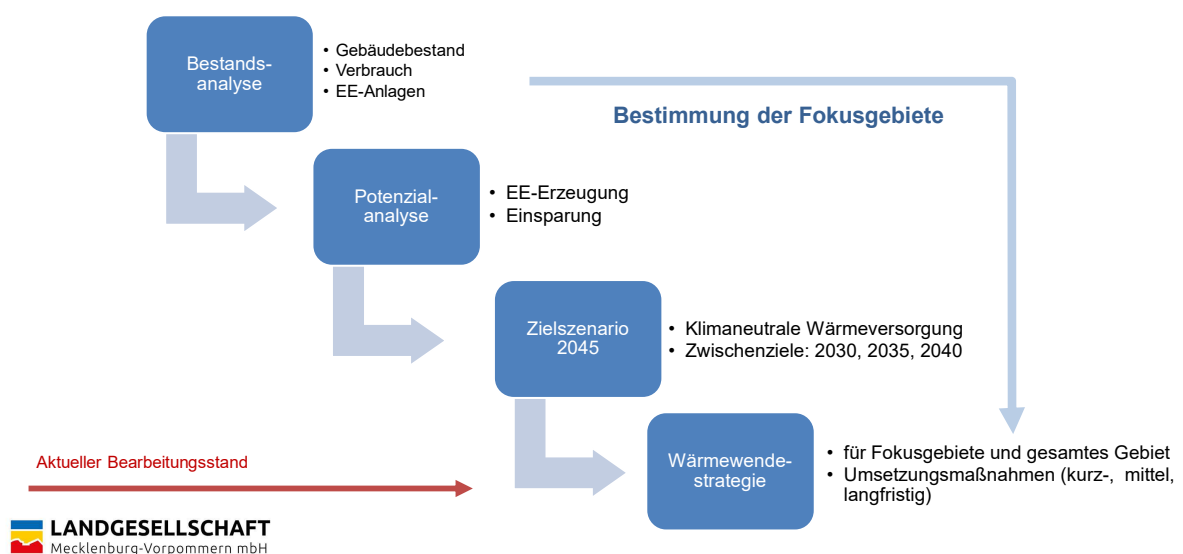 Bestands-
analyse
• Gebäudebestand
• Verbrauch
• EE-Anlagen
Bestimmung der Fokusgebiete
Potenzial-
analyse
• EE-Erzeugung
• Einsparung
Zielszenario
2045
• Klimaneutrale Wärmeversorgung
• Zwischenziele: 2030, 2035, 2040
Wärmewende-
strategie
• für Fokusgebiete und gesamtes Gebiet
• Umsetzungsmaßnahmen (kurz-, mittel,
langfristig)
Aktueller Bearbeitungsstand
LANDGESELLSCHAFT
Mecklenburg-Vorpommern mbH